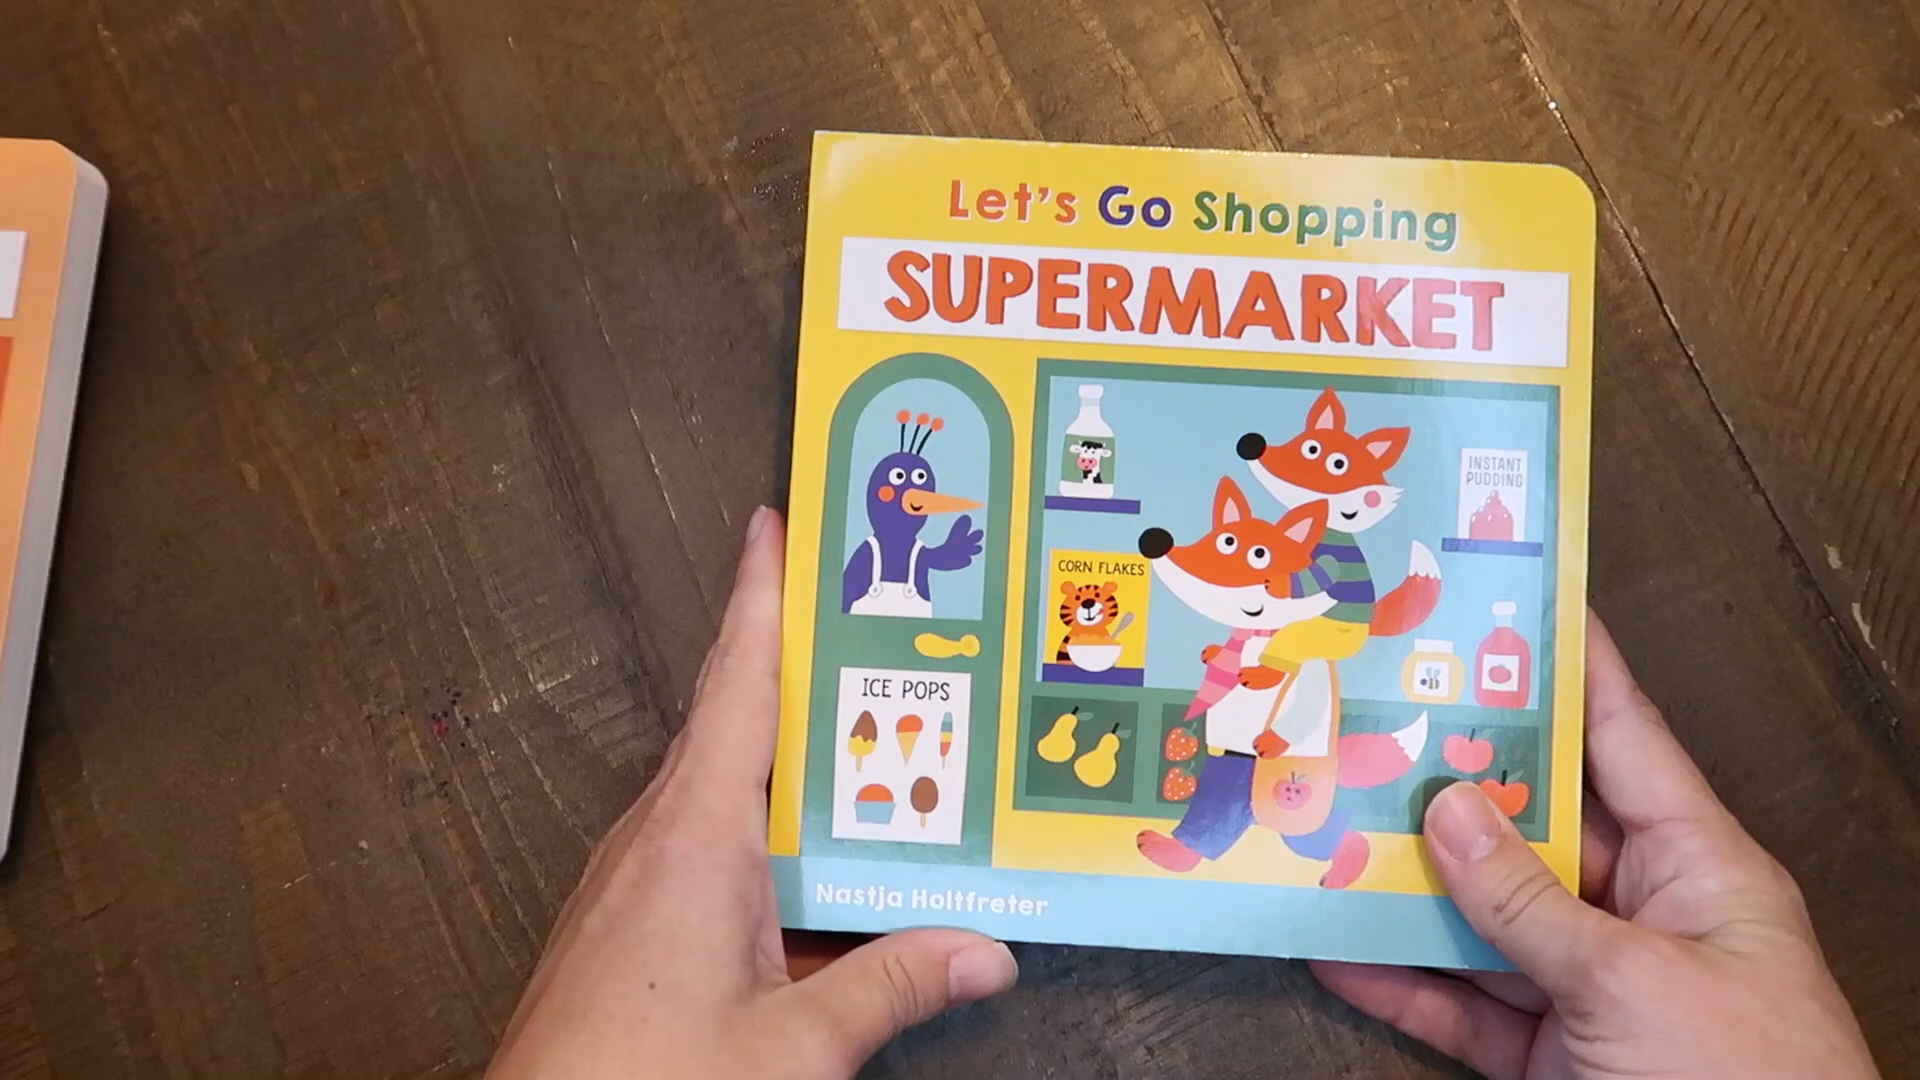 Let's Go Shopping
SUPERMARKET
INSTANT
PUDDING
CORN FLAKES
ICE POPS
Nastja Holtfreter